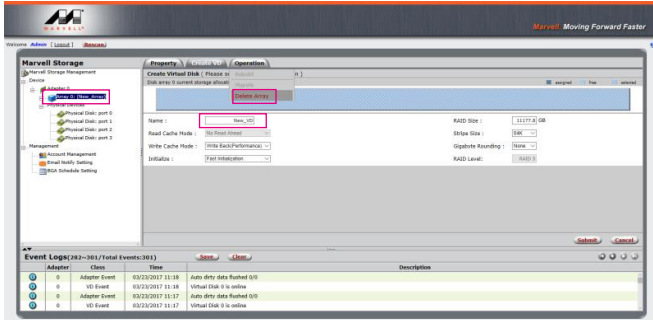 MARVELL®
Marvell. Moving Forward Faster
Welcome Admin [ Logout ] Rescan
Marvell Storage
Marvell Storage Management
Device
Adapter 0
Array 0: [New_Array]
Physical Devices
Physical Disk: port 0
Physical Disk: port 1
Physical Disk: port 2
Physical Disk: port 3
Management
Account Management
Email Notify Setting
BGA Schedule Setting
Property
Create VD
Operation
Create Virtual Disk
Disk array 0 current storage
Delete Array
assigned free selected
Name : New_VD
Read Cache Mode : No Read Ahead
Write Cache Mode : Write Back(Performance)
Initialize : Fast Initialization
RAID Size : 11177.8 GB
Stripe Size : 64K
Gigabyte Rounding : None
RAID Level: RAID 5
Submit Cancel
Event Logs(282~301/Total Events:301) Save Clear
Adapter Class Time Description
0 Adapter Event 03/23/2017 11:18 Auto dirty data flushed 0/0
0 VD Event 03/23/2017 11:18 Virtual Disk 0 is online
0 Adapter Event 03/23/2017 11:17 Auto dirty data flushed 0/0
0 VD Event 03/23/2017 11:17 Virtual Disk 0 is online